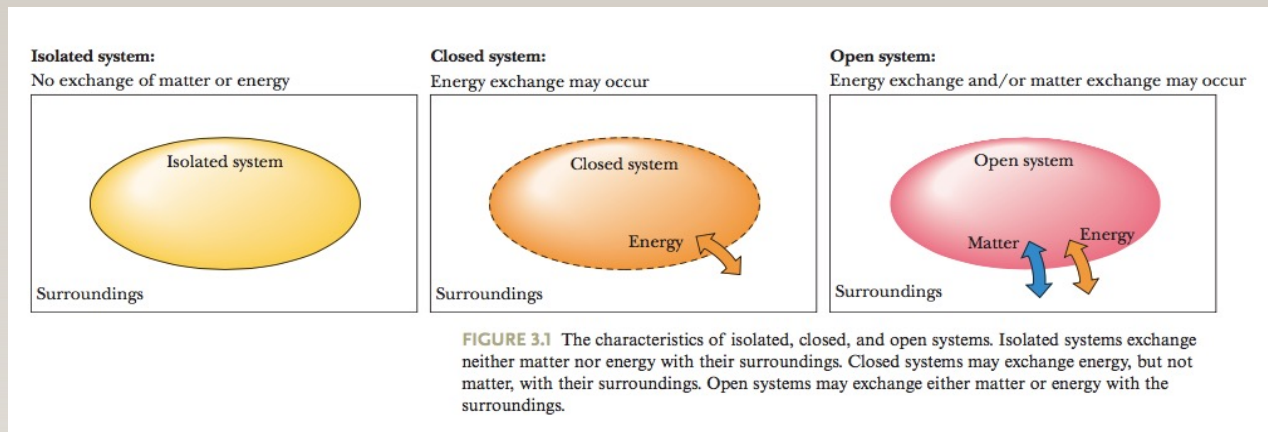 Isolated system:
No exchange of matter or energy
Isolated system
Surroundings
Closed system:
Energy exchange may occur
Closed system
Energy
Surroundings
Open system:
Energy exchange and/or matter exchange may occur
Open system
Matter
Energy
Surroundings
FIGURE 3.1 The characteristics of isolated, closed, and open systems. Isolated systems exchange
neither matter nor energy with their surroundings. Closed systems may exchange energy, but not
matter, with their surroundings. Open systems may exchange either matter or energy with the
surroundings.